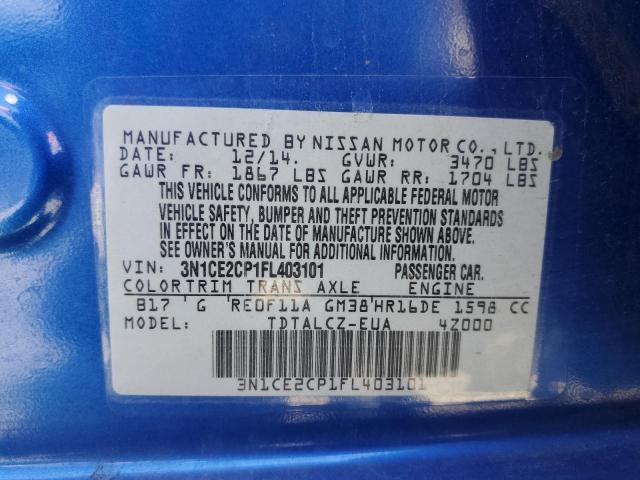 MANUFACTURED BY NISSAN MOTOR CO., LTD.
DATE: 12/14. GVWR: 3470 LBS
GAWR FR: 1867 LBS GAWR RR: 1704 LBS
THIS VEHICLE CONFORMS TO ALL APPLICABLE FEDERAL MOTOR
VEHICLE SAFETY, BUMPER AND THEFT PREVENTION STANDARDS
IN EFFECT ON THE DATE OF MANUFACTURE SHOWN ABOVE.
SEE OWNER'S MANUAL FOR ADDITIONAL INFORMATION.
VIN: 3N1CE2CP1FL403101 PASSENGER CAR.
COLOR TRIM TRANS AXLE ENGINE
B17 G RE0F11A GM38 HR16DE 1598 CC
MODEL: TDTALCZ-EUA 4Z000
3N1CE2CP1FL403101